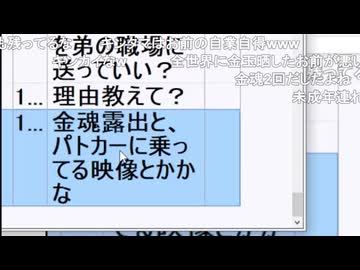 も残ってるな
お前の自業自得www
全世界に金玉晒したお前が悪い
金魂2回だしたよね
未成年連れ
を弟の職場に
送っていい?
1... 理由教えて?
1... 金魂露出と、
パトカーに乗っ
てる映像とかか
な